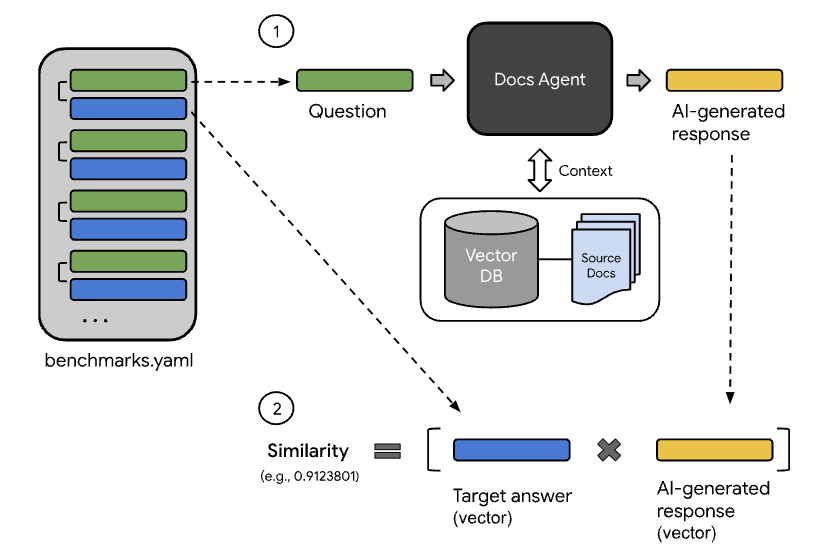 1
Docs Agent
Question
AI-generated
response
Context
Vector
DB
Source
Docs
...
benchmarks.yaml
2
Similarity
(e.g., 0.9123801)
=
[
×
]
Target answer
(vector)
AI-generated
response
(vector)